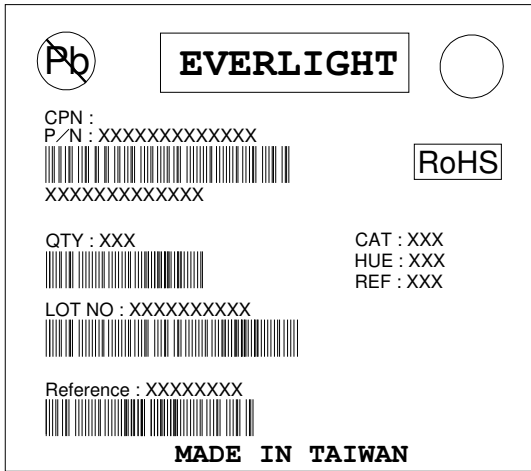 Pb
EVERLIGHT
CPN :
P/N : XXXXXXXXXXXXX
RoHS
XXXXXXXXXXXXX
QTY : XXX
CAT : XXX
HUE : XXX
REF : XXX
LOT NO : XXXXXXXXXX
Reference : XXXXXXXX
MADE IN TAIWAN